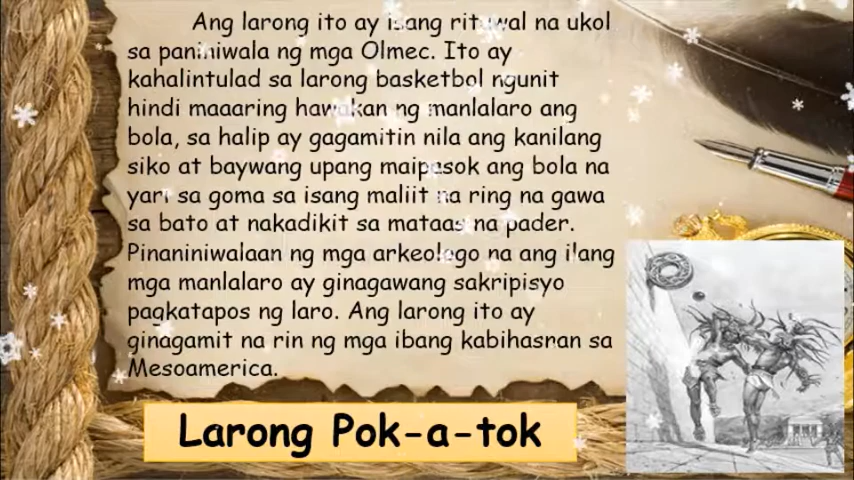 Ang larong ito ay isang rituwal na ukol
sa paniniwala ng mga Olmec. Ito ay
kahalintulad sa larong basketbol ngunit
hindi maaaring hawakan ng manlalaro ang
bola, sa halip ay gagamitin nila ang kanilang
siko at baywang upang maipasok ang bola na
yari sa goma sa isang maliit na ring na gawa
sa bato at nakadikit sa mataas na pader.
Pinaniniwalaan ng mga arkeologo na ang ilang
mga manlalaro ay ginagawang sakripisyo
pagkatapos ng laro. Ang larong ito ay
ginagamit na rin ng mga ibang kabihasnan sa
Mesoamerica.
Larong Pok-a-tok